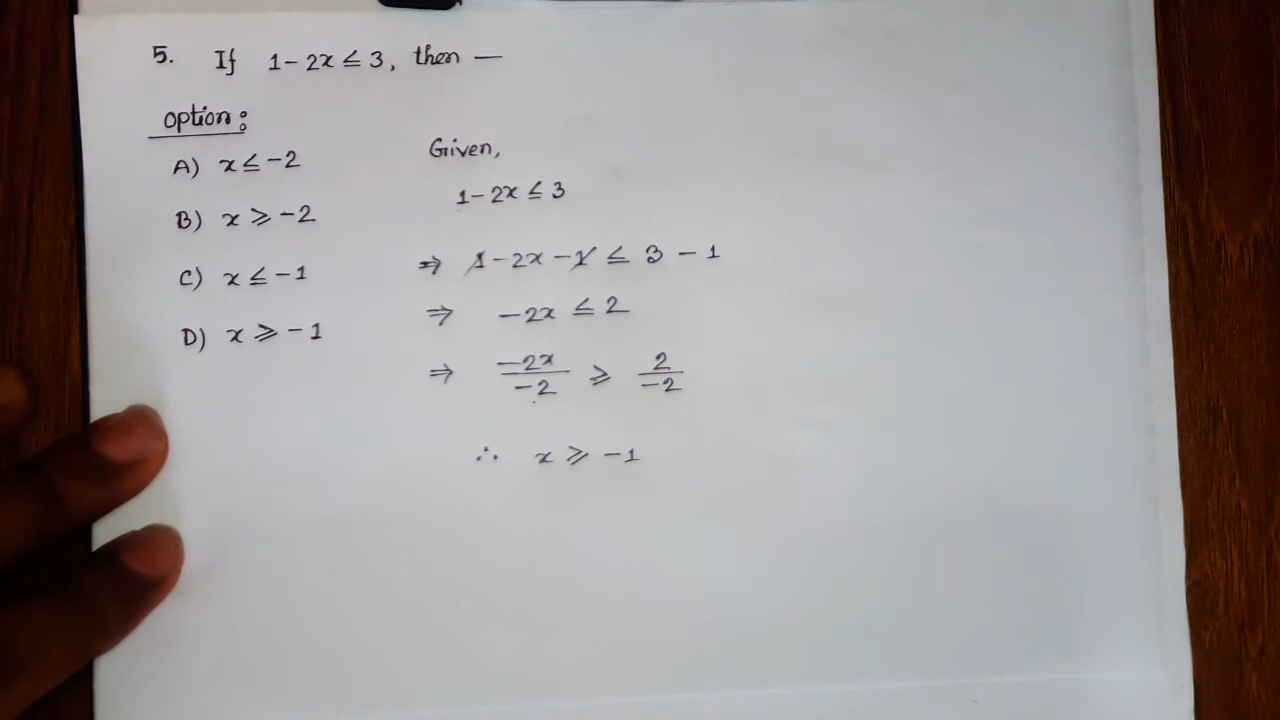 5. If 1-2x ≤ 3, then —
option:
A) x ≤ -2
B) x ⩾ -2
C) x ≤ -1
D) x ⩾ -1
Given,
1-2x ≤ 3
⇒ 1-2x-1 ≤ 3-1
⇒ -2x ≤ 2
⇒ -2x/-2 ⩾ 2/-2
∴ x ⩾ -1